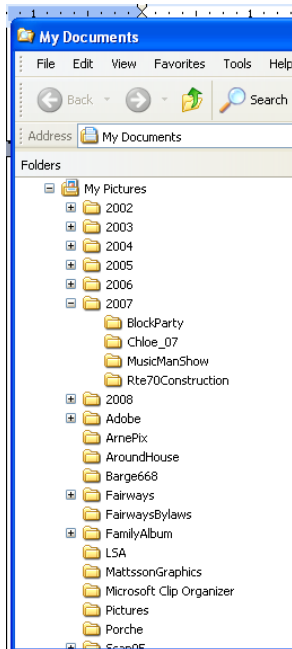 1 1
My Documents
File Edit View Favorites Tools Help
Back Search
Address My Documents
Folders
My Pictures
2002
2003
2004
2005
2006
2007
BlockParty
Chloe_07
MusicManShow
Rte70Construction
2008
Adobe
ArnePix
AroundHouse
Barge668
Fairways
FairwaysBylaws
FamilyAlbum
LSA
MattssonGraphics
Microsoft Clip Organizer
Pictures
Porche